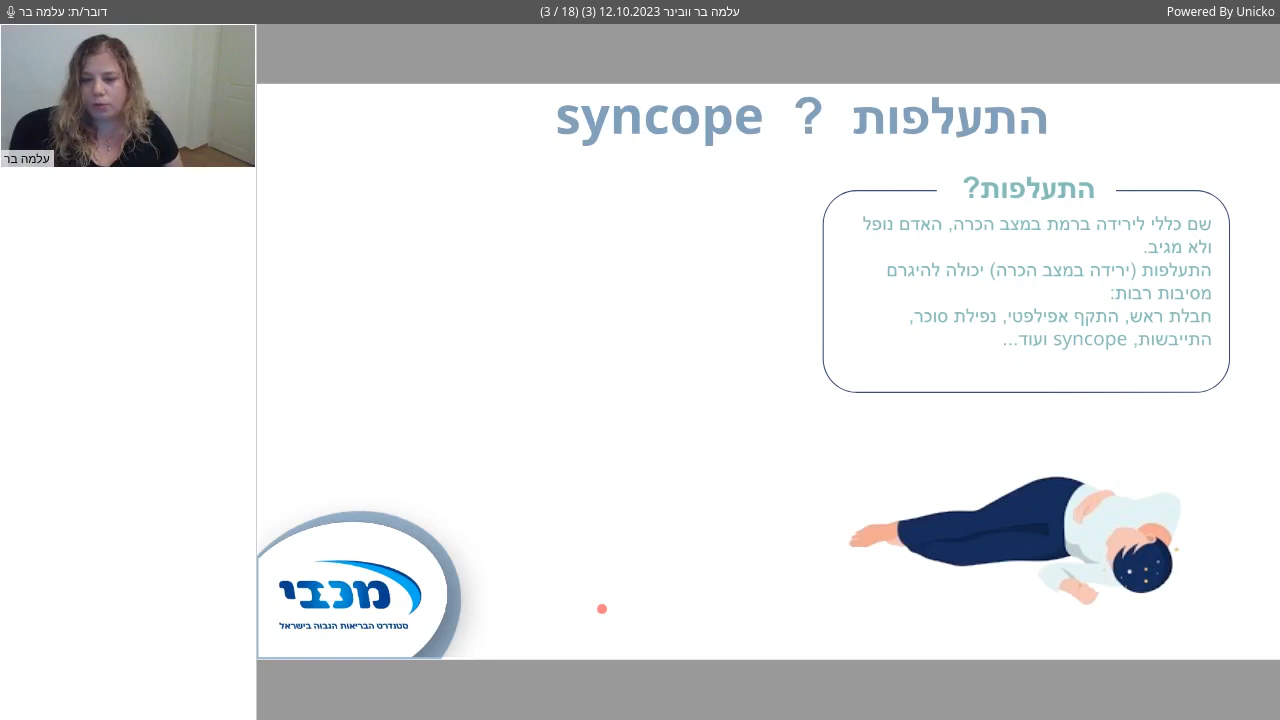 דובר/ת: עלמה בר
עלמה בר וובינר 12.10.2023 (3) (18 / 3)
Powered By Unicko
עלמה בר
התעלפות ? syncope
התעלפות?
שם כללי לירידה ברמת במצב הכרה, האדם נופל
ולא מגיב.
התעלפות (ירידה במצב הכרה) יכולה להיגרם
מסיבות רבות:
חבלת ראש, התקף אפילפטי, נפילת סוכר,
התייבשות, syncope ועוד...
מכבי
סטנדרט הבריאות הגבוה בישראל